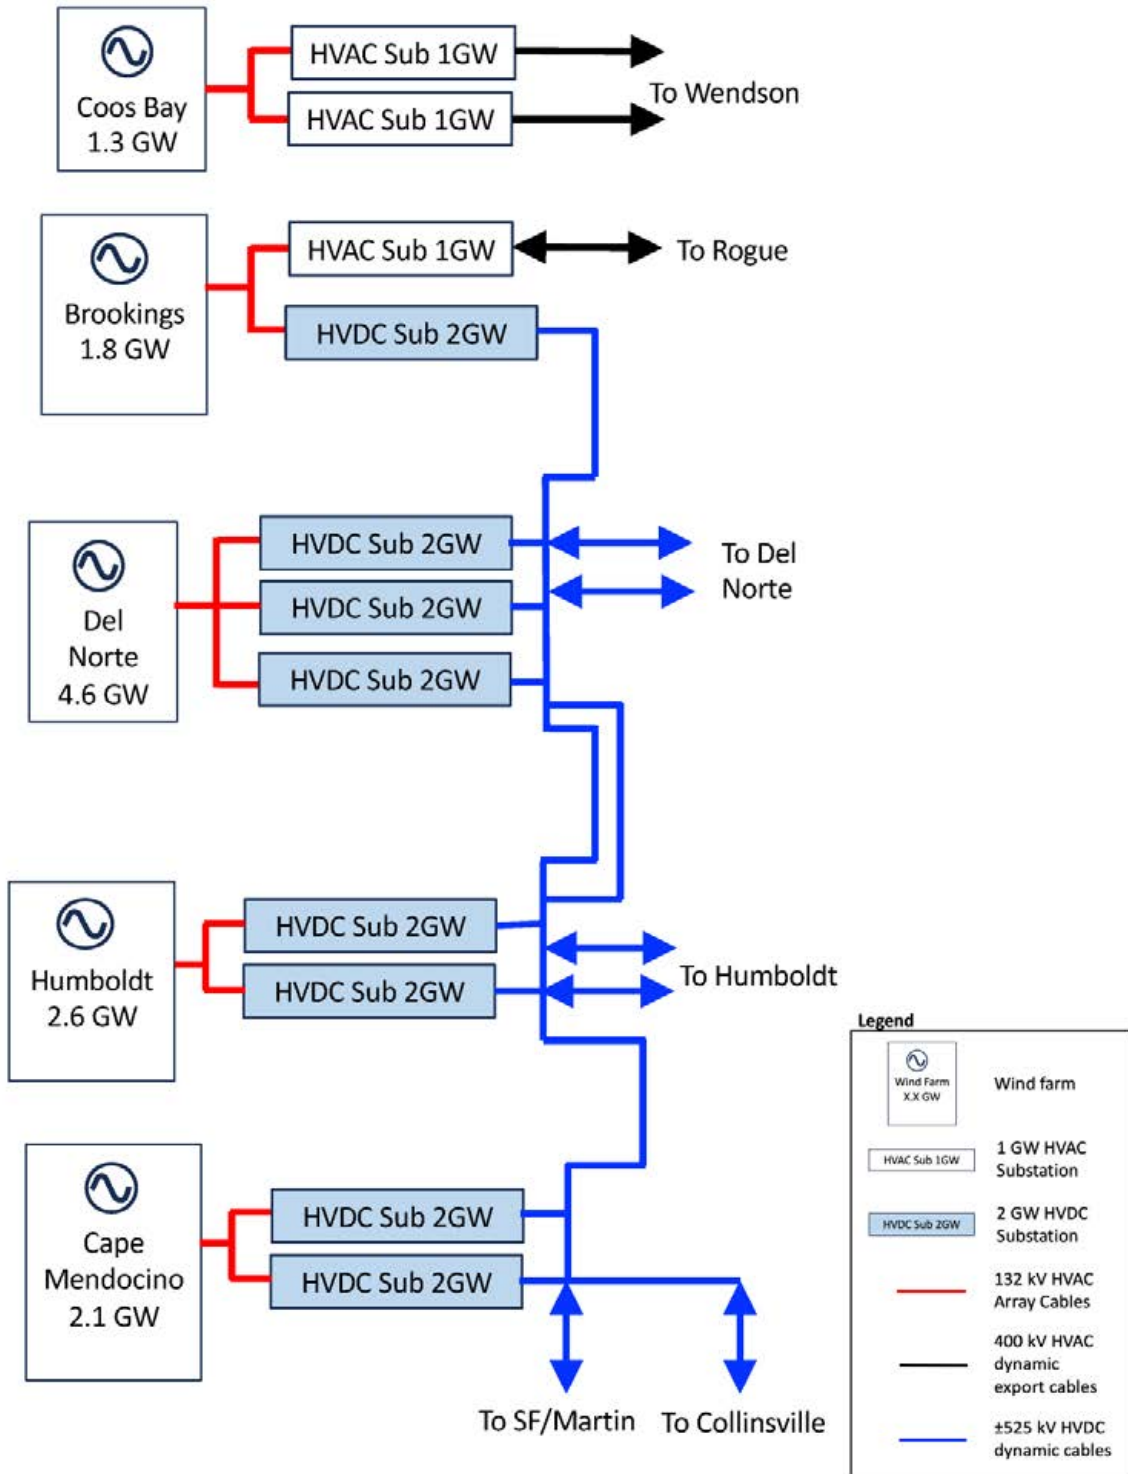 Coos Bay
1.3 GW
HVAC Sub 1GW
HVAC Sub 1GW
To Wendson
Brookings
1.8 GW
HVAC Sub 1GW
To Rogue
HVDC Sub 2GW
Del
Norte
4.6 GW
HVDC Sub 2GW
HVDC Sub 2GW
HVDC Sub 2GW
To Del
Norte
Humboldt
2.6 GW
HVDC Sub 2GW
HVDC Sub 2GW
To Humboldt
Cape
Mendocino
2.1 GW
HVDC Sub 2GW
HVDC Sub 2GW
To SF/Martin
To Collinsville
Legend
Wind Farm
X.X GW
Wind farm
HVAC Sub 1GW
1 GW HVAC
Substation
HVDC Sub 2GW
2 GW HVDC
Substation
132 kV HVAC
Array Cables
400 kV HVAC
dynamic
export cables
±525 kV HVDC
dynamic cables